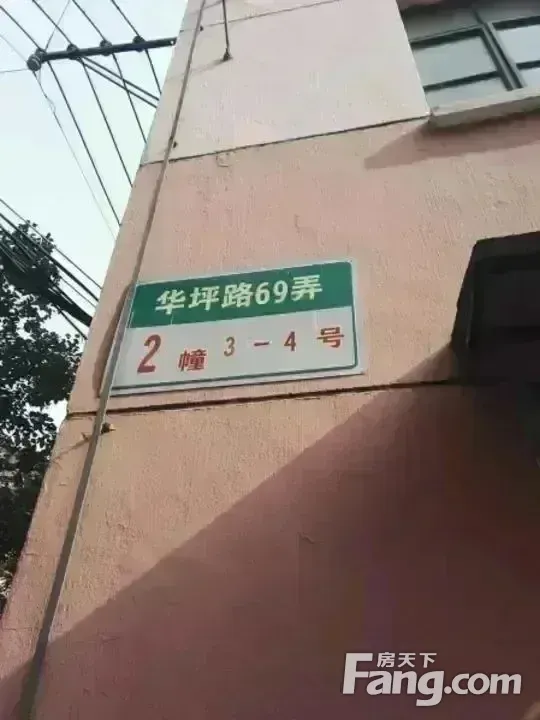 华坪路69弄
2幢 3-4号
房天下
Fang.com